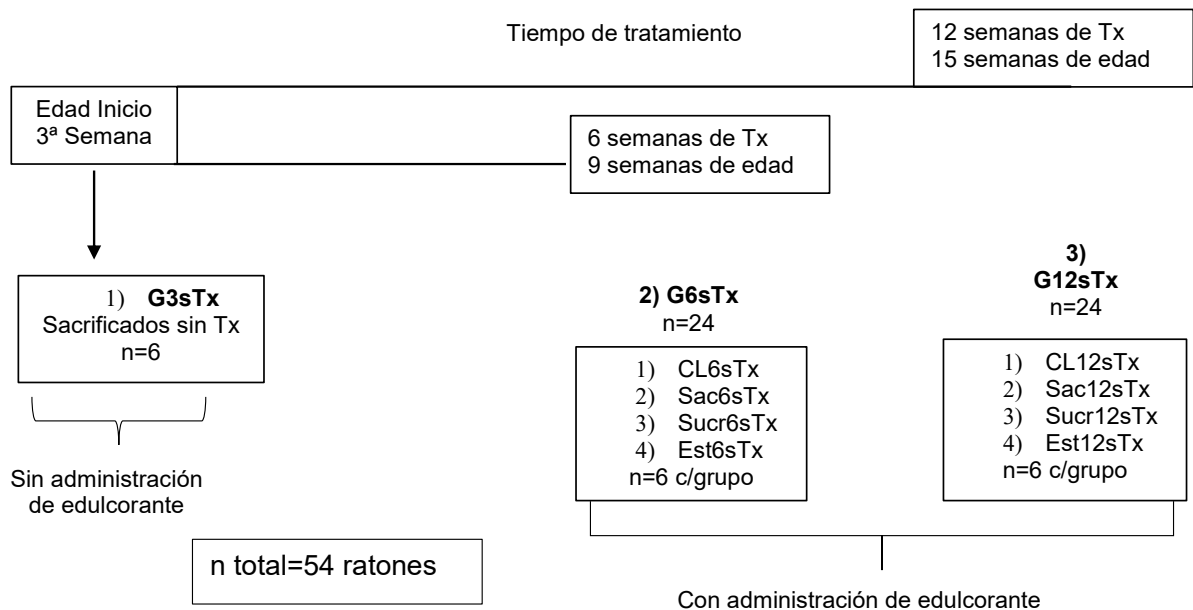 Tiempo de tratamiento
12 semanas de Tx
15 semanas de edad
Edad Inicio
3ª Semana
6 semanas de Tx
9 semanas de edad
1) G3sTx
Sacrificados sin Tx
n=6
2) G6sTx
n=24
3)
G12sTx
n=24
1) CL6sTx
2) Sac6sTx
3) Sucr6sTx
4) Est6sTx
n=6 c/grupo
1) CL12sTx
2) Sac12sTx
3) Sucr12sTx
4) Est12sTx
n=6 c/grupo
Sin administración
de edulcorante
n total=54 ratones
Con administración de edulcorante